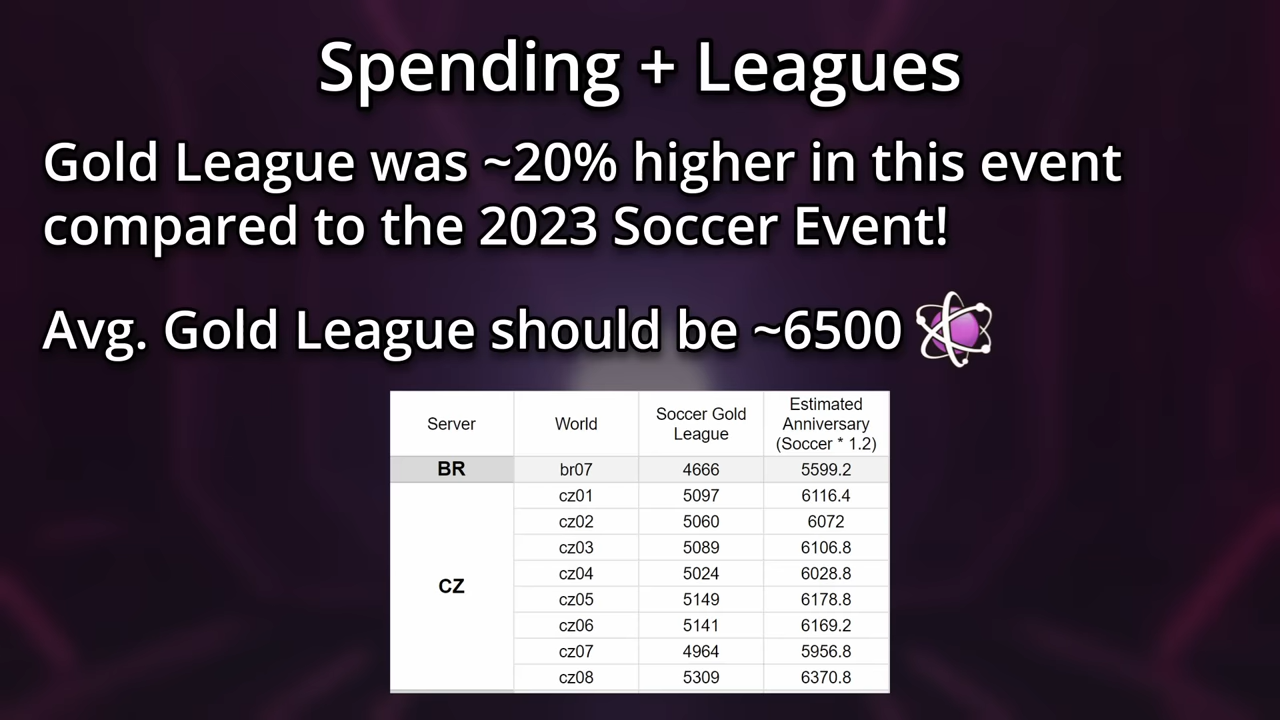 Spending + Leagues
Gold League was ~20% higher in this event
compared to the 2023 Soccer Event!
Avg. Gold League should be ~6500
Server World Soccer Gold League Estimated Anniversary (Soccer * 1.2)
BR br07 4666 5599.2
CZ cz01 5097 6116.4
cz02 5060 6072
cz03 5089 6106.8
cz04 5024 6028.8
cz05 5149 6178.8
cz06 5141 6169.2
cz07 4964 5956.8
cz08 5309 6370.8